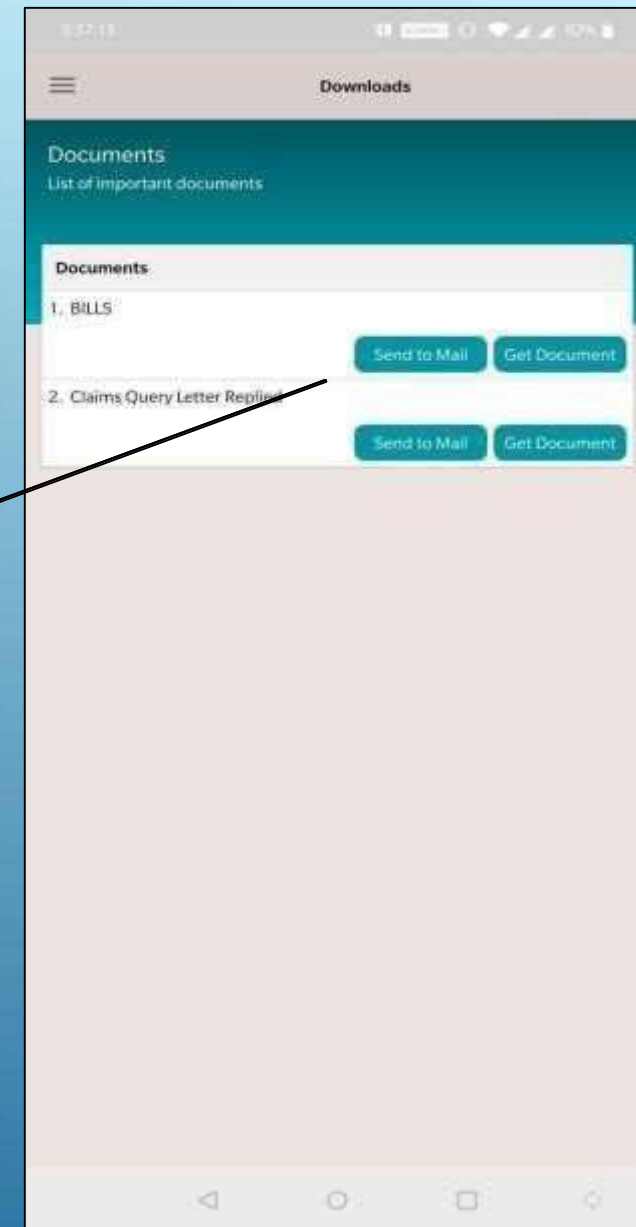 Downloads
Documents
List of important documents
Documents
1. BILLS
Send to Mail Get Document
2. Claims Query Letter Replied
Send to Mail Get Document